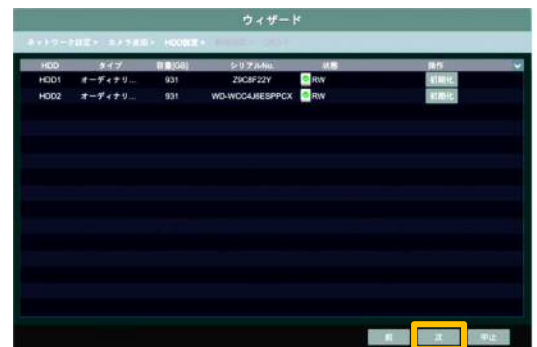 ウィザード
ネットワーク設定 カメラ追加 HDD設定
HDD タイプ 容量[GB] シリアルNo. 状態 操作
HDD1 オーディナリ... 931 Z9C8F22Y RW 初期化
HDD2 オーディナリ... 931 WD-WCC4J6ESPPCX RW 初期化
前 次 中止